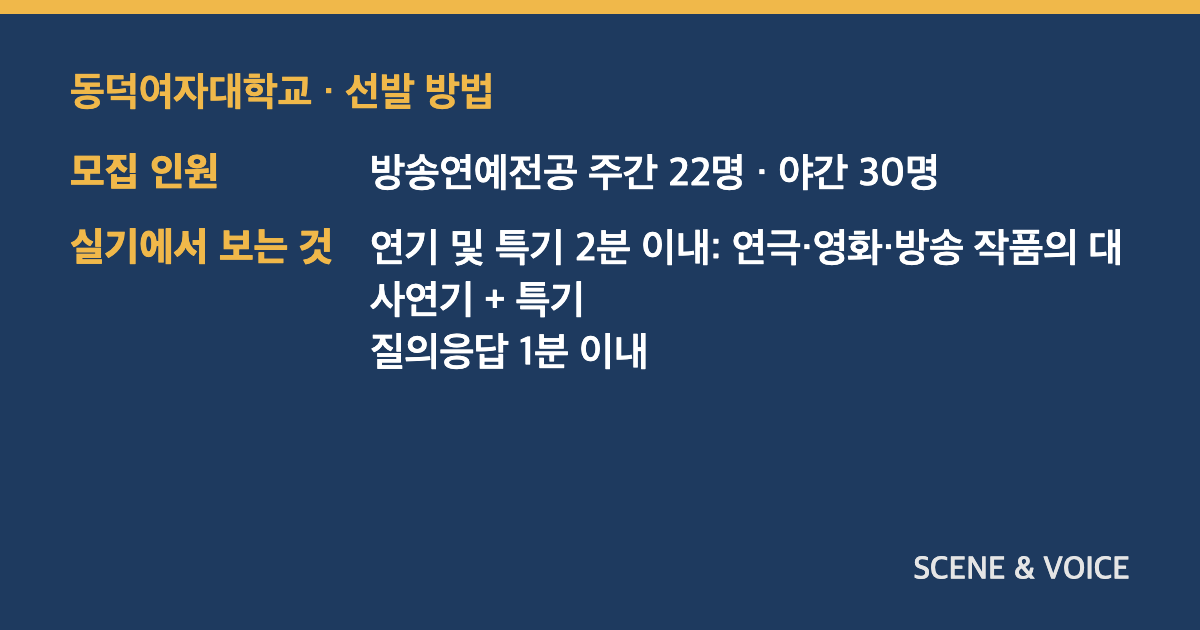 동덕여자대학교 · 선발 방법
모집 인원 방송연예전공 주간 22명 · 야간 30명
실기에서 보는 것 연기 및 특기 2분 이내: 연극·영화·방송 작품의 대
사연기 + 특기
질의응답 1분 이내
SCENE & VOICE